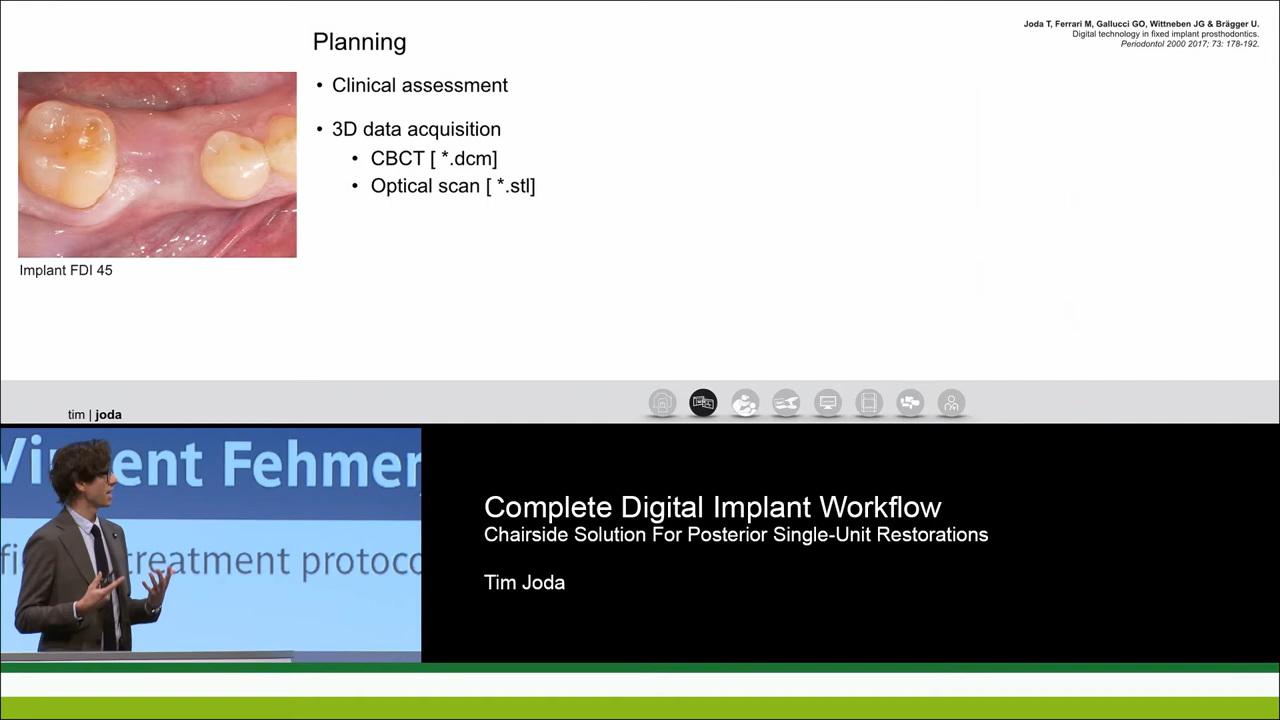 Planning
Joda T, Ferrari M, Gallucci GO, Wittneben JG & Brägger U.
Digital technology in fixed implant prosthodontics.
Periodontol 2000 2017; 73: 178-192.
• Clinical assessment
• 3D data acquisition
• CBCT [ *.dcm]
• Optical scan [ *.stl]
Implant FDI 45
tim | joda
Vincent Fehmer
treatment protoco
Complete Digital Implant Workflow
Chairside Solution For Posterior Single-Unit Restorations
Tim Joda